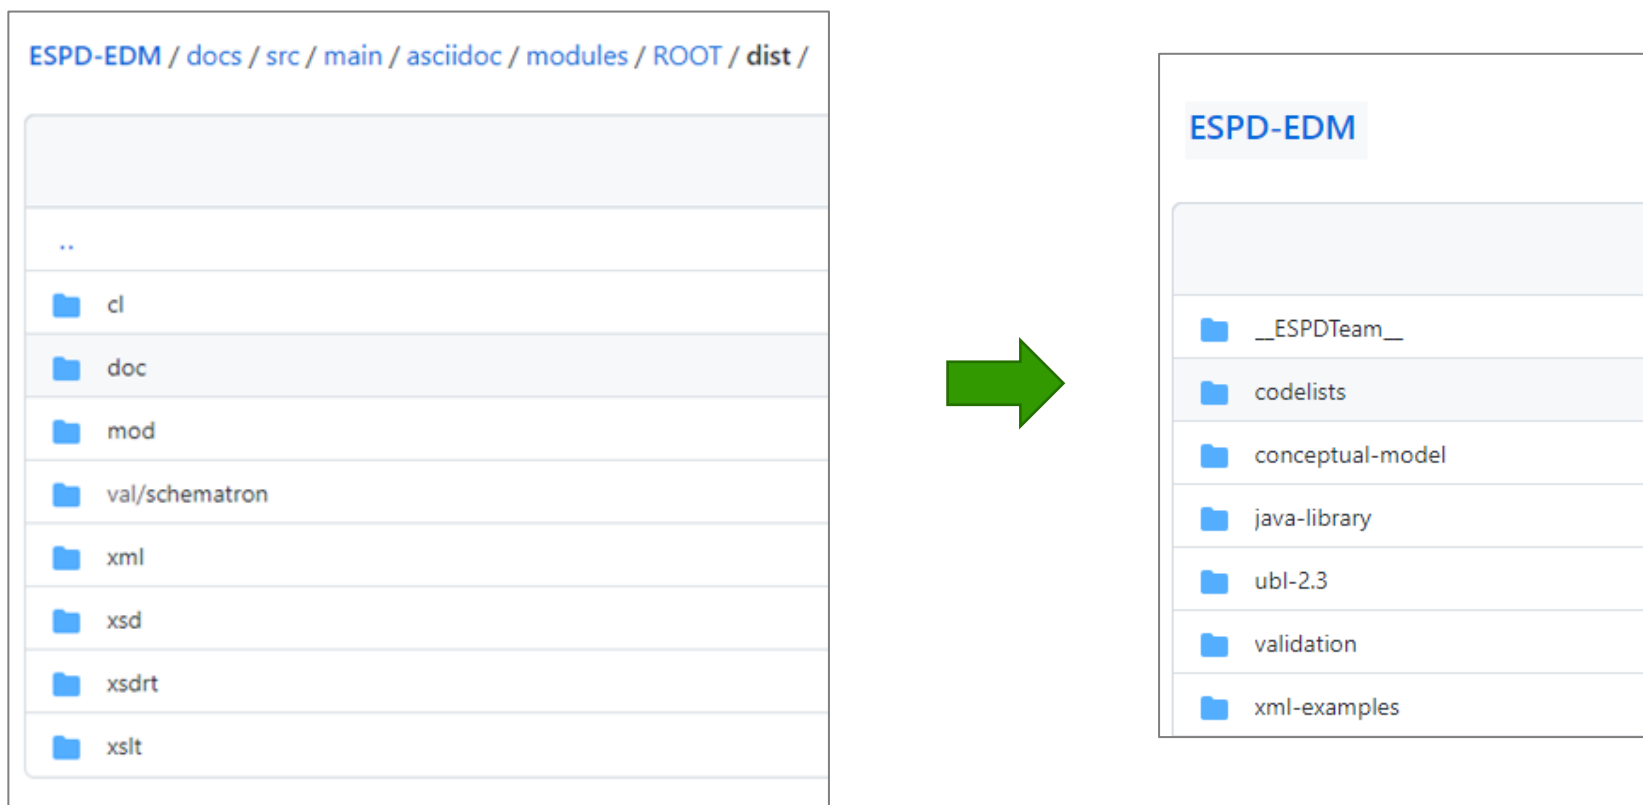 ESPD-EDM / docs / src / main / asciidoc / modules / ROOT / dist /
..
cl
doc
mod
val/schematron
xml
xsd
xsdrt
xslt
ESPD-EDM
__ESPDTeam__
codelists
conceptual-model
java-library
ubl-2.3
validation
xml-examples